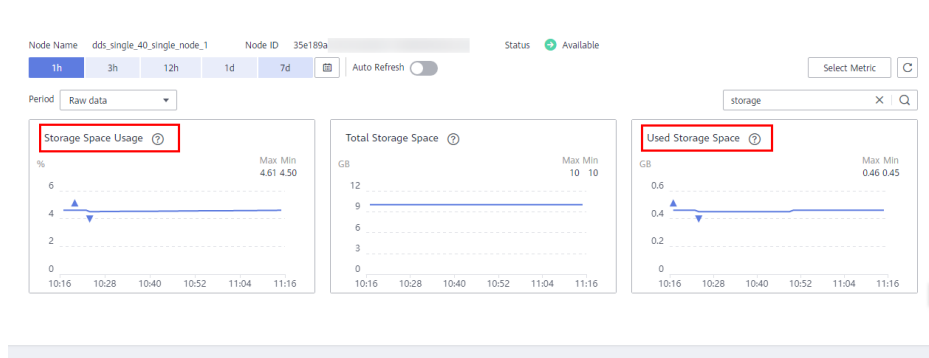 Node Name dds_single_40_single_node_1 Node ID 35e189a Status Available
1h 3h 12h 1d 7d Auto Refresh Select Metric
Period Raw data storage
Storage Space Usage
%
Max Min
4.61 4.50
6
4
2
0
10:16 10:28 10:40 10:52 11:04 11:16
Total Storage Space
GB
Max Min
10 10
12
9
6
3
0
10:16 10:28 10:40 10:52 11:04 11:16
Used Storage Space
GB
Max Min
0.46 0.45
0.6
0.4
0.2
0
10:16 10:28 10:40 10:52 11:04 11:16